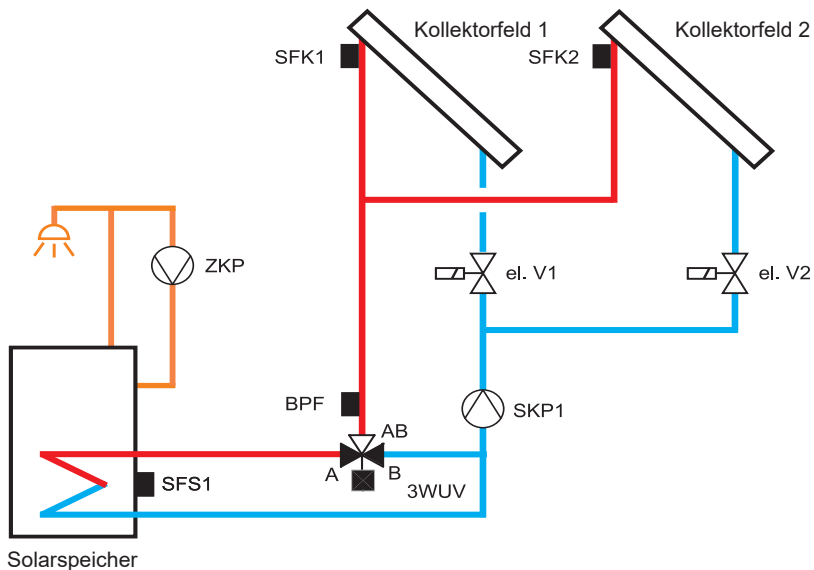 Kollektorfeld 1
Kollektorfeld 2
SFK1
SFK2
ZKP
el. V1
el. V2
BPF
SKP1
AB
A
B
SFS1
3WUV
Solarspeicher